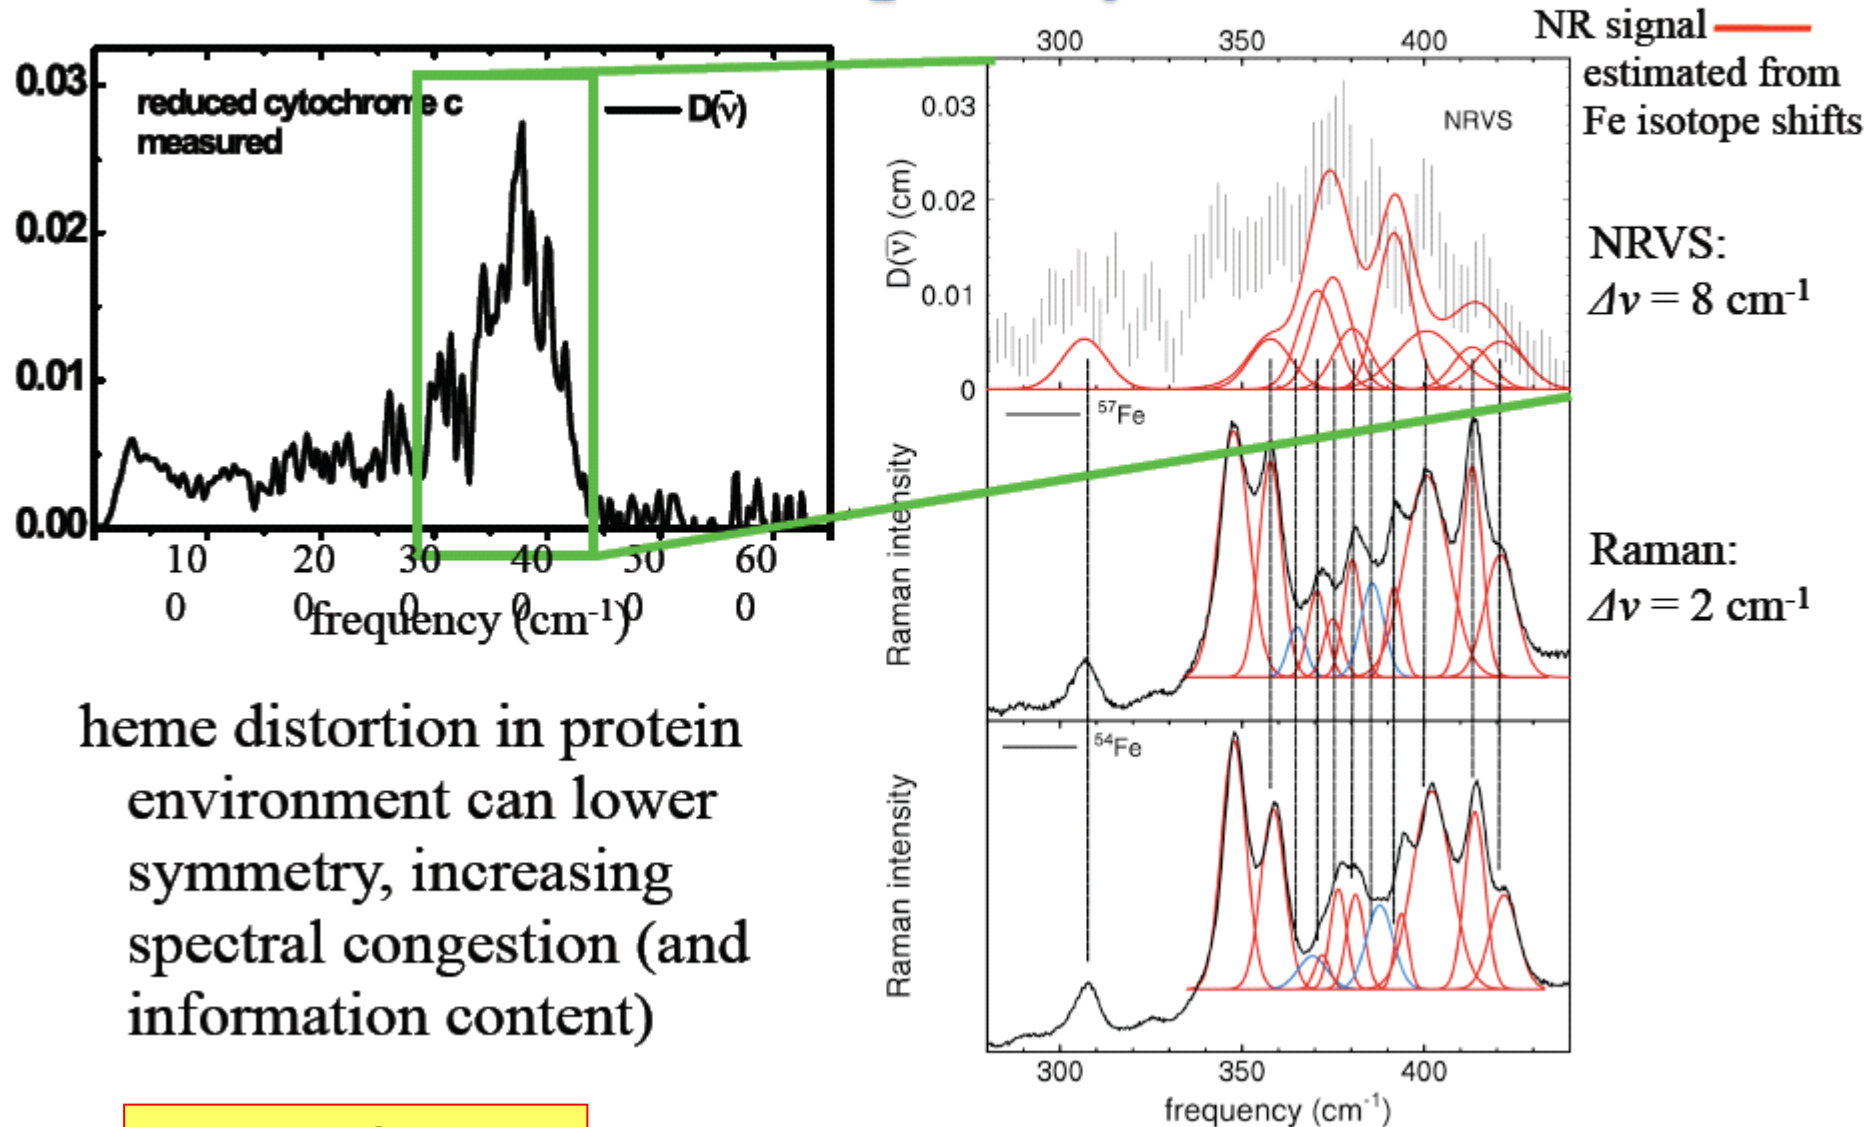 0.03
0.02
0.01
0.00
reduced cytochrome c
measured
D(ν̄)
10 20 30 40 50 60
0 0 0 0 0 0
frequency (cm-1)
heme distortion in protein
environment can lower
symmetry, increasing
spectral congestion (and
information content)
300 350 400
NRVS
D(ν̄) (cm)
0.03
0.02
0.01
0
57Fe
Raman intensity
54Fe
Raman intensity
300 350 400
frequency (cm-1)
NR signal
estimated from
Fe isotope shifts
NRVS:
Δν = 8 cm-1
Raman:
Δν = 2 cm-1